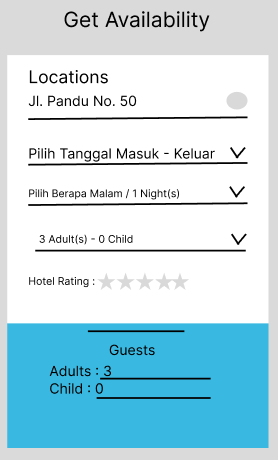 Get Availability
Locations
Jl. Pandu No. 50
Pilih Tanggal Masuk - Keluar
Pilih Berapa Malam / 1 Night(s)
3 Adult(s) - 0 Child
Hotel Rating :
Guests
Adults : 3
Child : 0